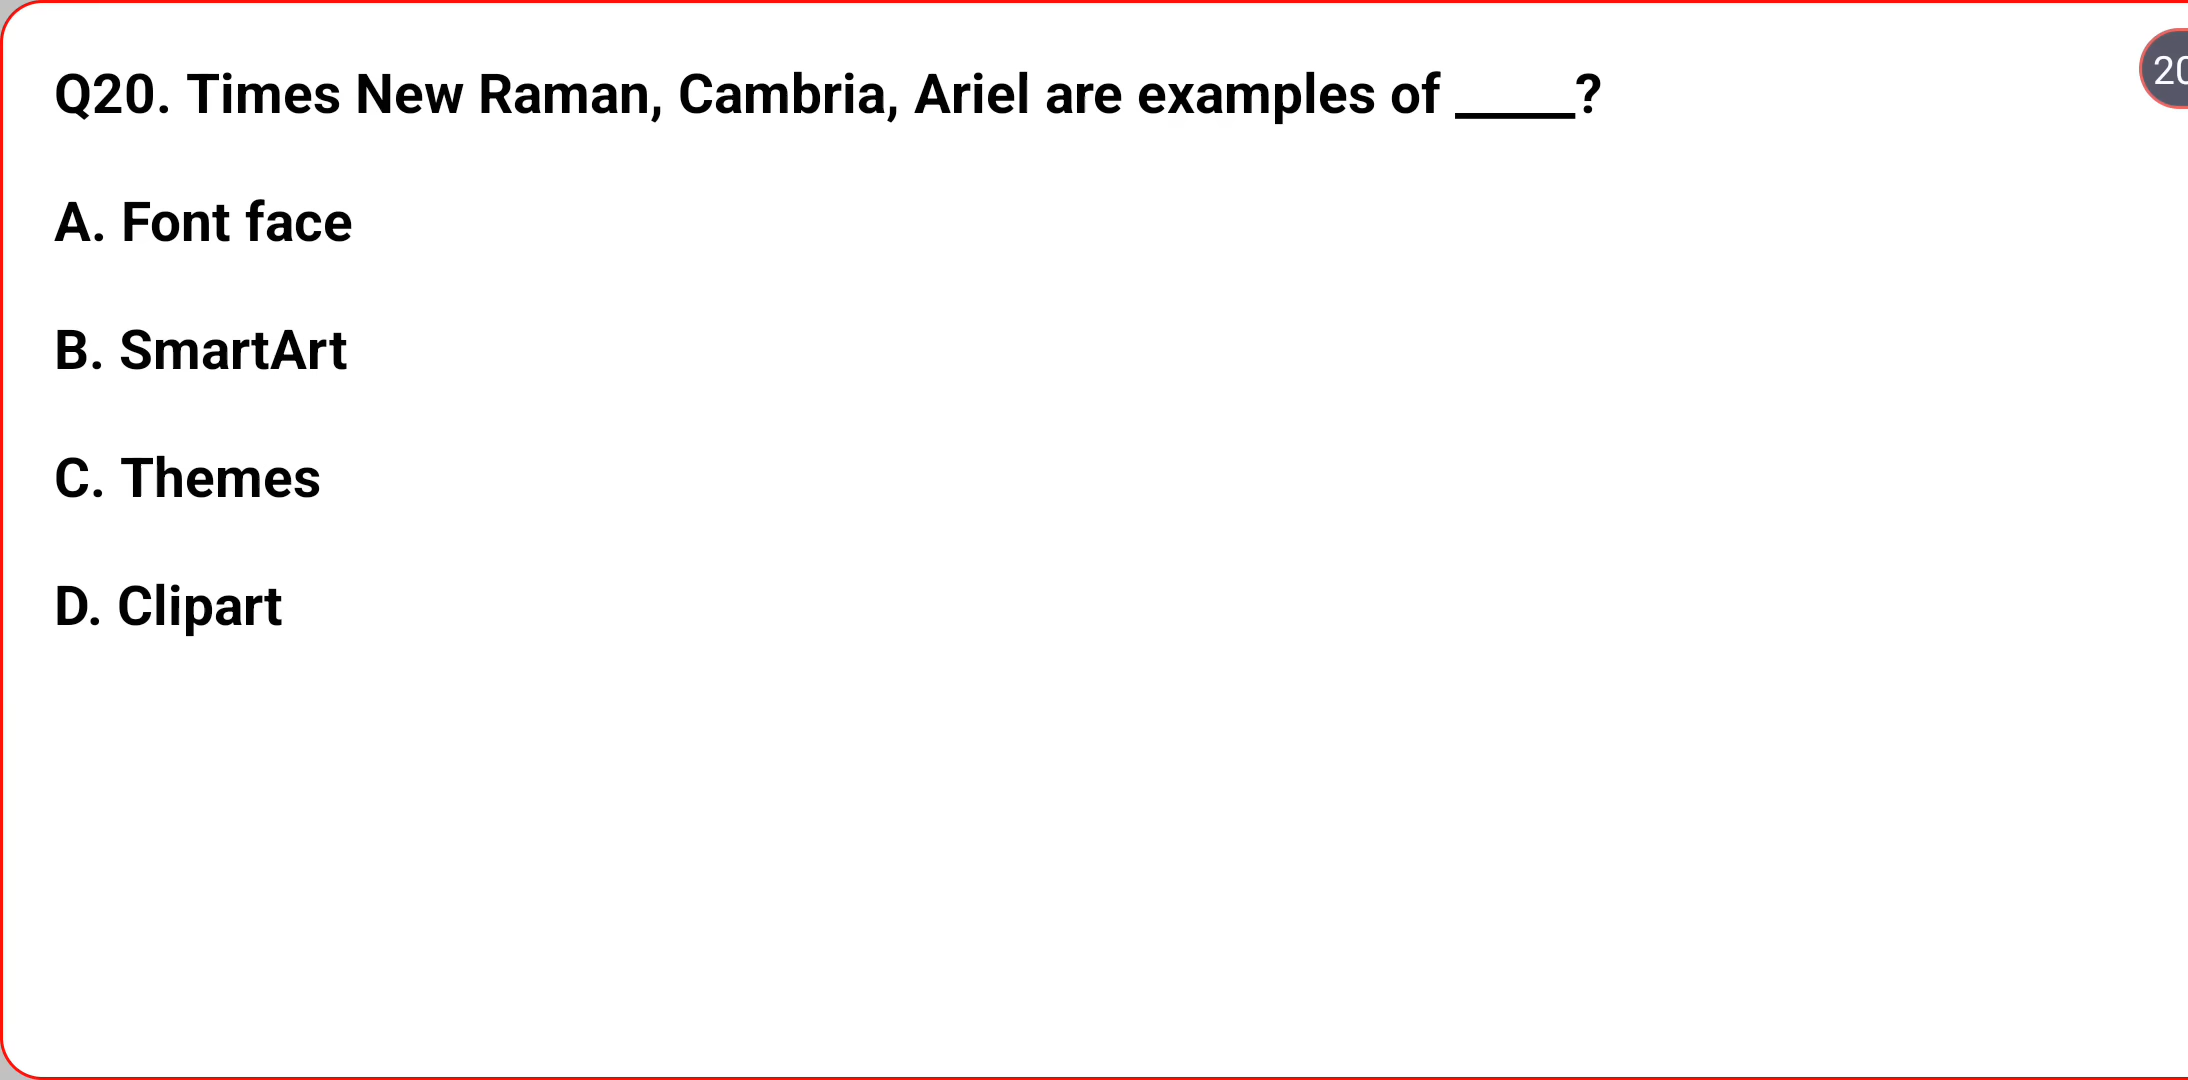 Q20. Times New Raman, Cambria, Ariel are examples of _____?
A. Font face
B. SmartArt
C. Themes
D. Clipart